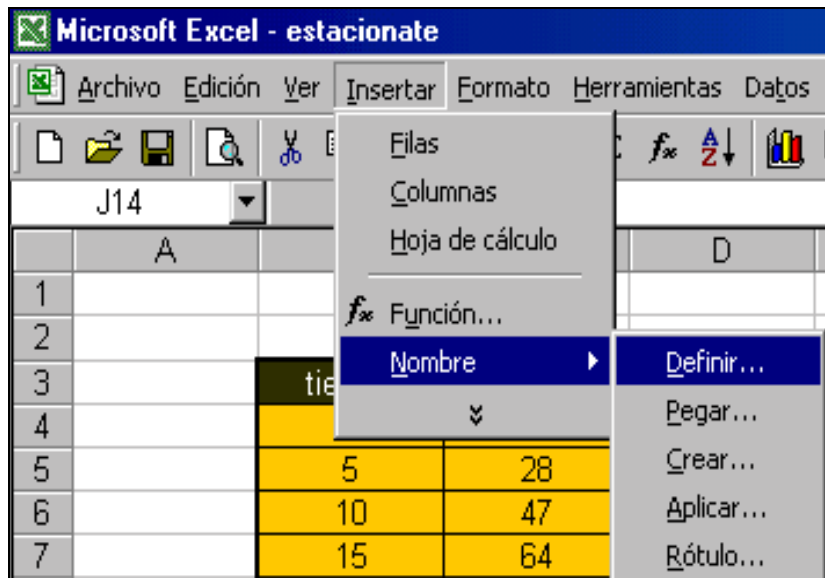 Microsoft Excel - estacionate
Archivo Edición Ver Insertar Formato Herramientas Datos
J14
A D
Filas
Columnas
Hoja de cálculo
Función...
Nombre
Definir...
Pegar...
Crear...
Aplicar...
Rótulo...
1
2
3
4
5 5 28
6 10 47
7 15 64